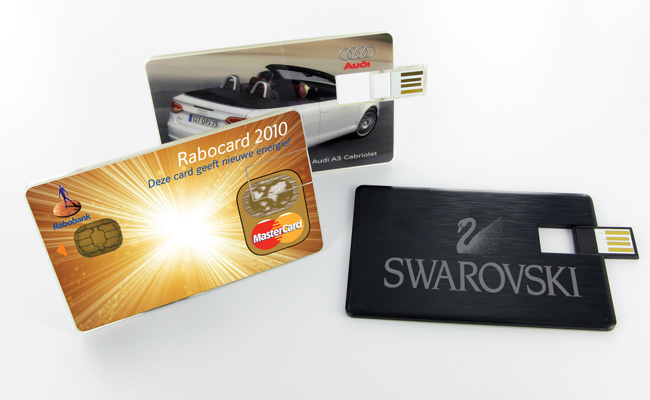 Audi
Audi A3 Cabriolet
Rabocard 2010
Deze card geeft nieuwe energie!
Rabobank
MasterCard
SWAROVSKI